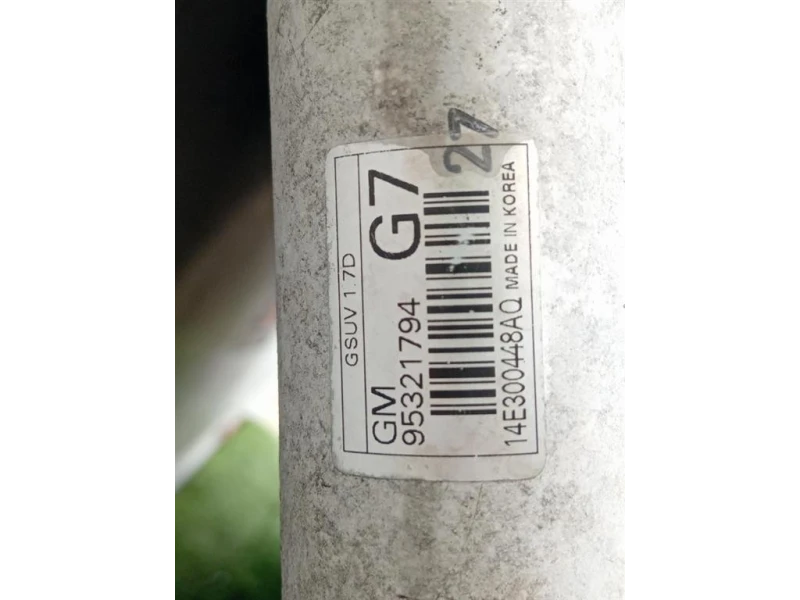 GSUV 1.7D
GM
G7
95321794
27
14E300448AQ MADE IN KOREA